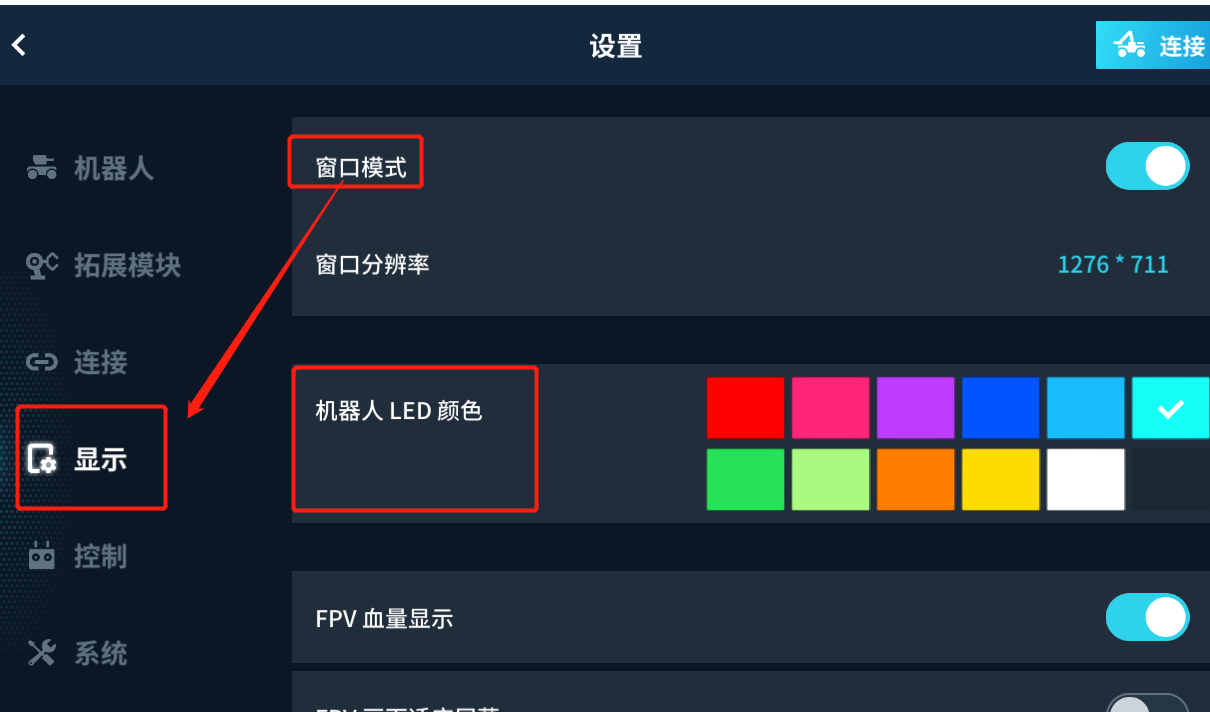 设置
连接
机器人
拓展模块
连接
显示
控制
系统
窗口模式
窗口分辨率
1276 * 711
机器人 LED 颜色
FPV 血量显示